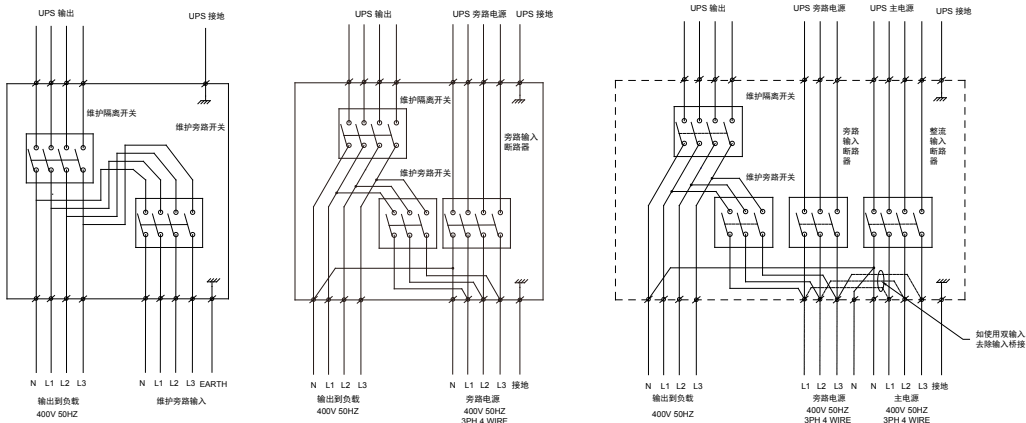 UPS 输出
UPS 接地
维护隔离开关
维护旁路开关
N L1 L2 L3
N L1 L2 L3 EARTH
输出到负载
400V 50HZ
维护旁路输入
UPS 输出
UPS 旁路电源
UPS 接地
维护隔离开关
旁路输入
断路器
维护旁路开关
N L1 L2 L3
N L1 L2 L3 接地
输出到负载
400V 50HZ
旁路电源
400V 50HZ
3PH 4 WIRE
UPS 输出
UPS 旁路电源
UPS 主电源
UPS 接地
维护隔离开关
旁路
输入
断路
器
整流
输入
断路
器
维护旁路开关
如使用双输入
去除输入桥接
N L1 L2 L3
L1 L2 L3 N
N L1 L2 L3 接地
输出到负载
400V 50HZ
旁路电源
400V 50HZ
3PH 4 WIRE
主电源
400V 50HZ
3PH 4 WIRE